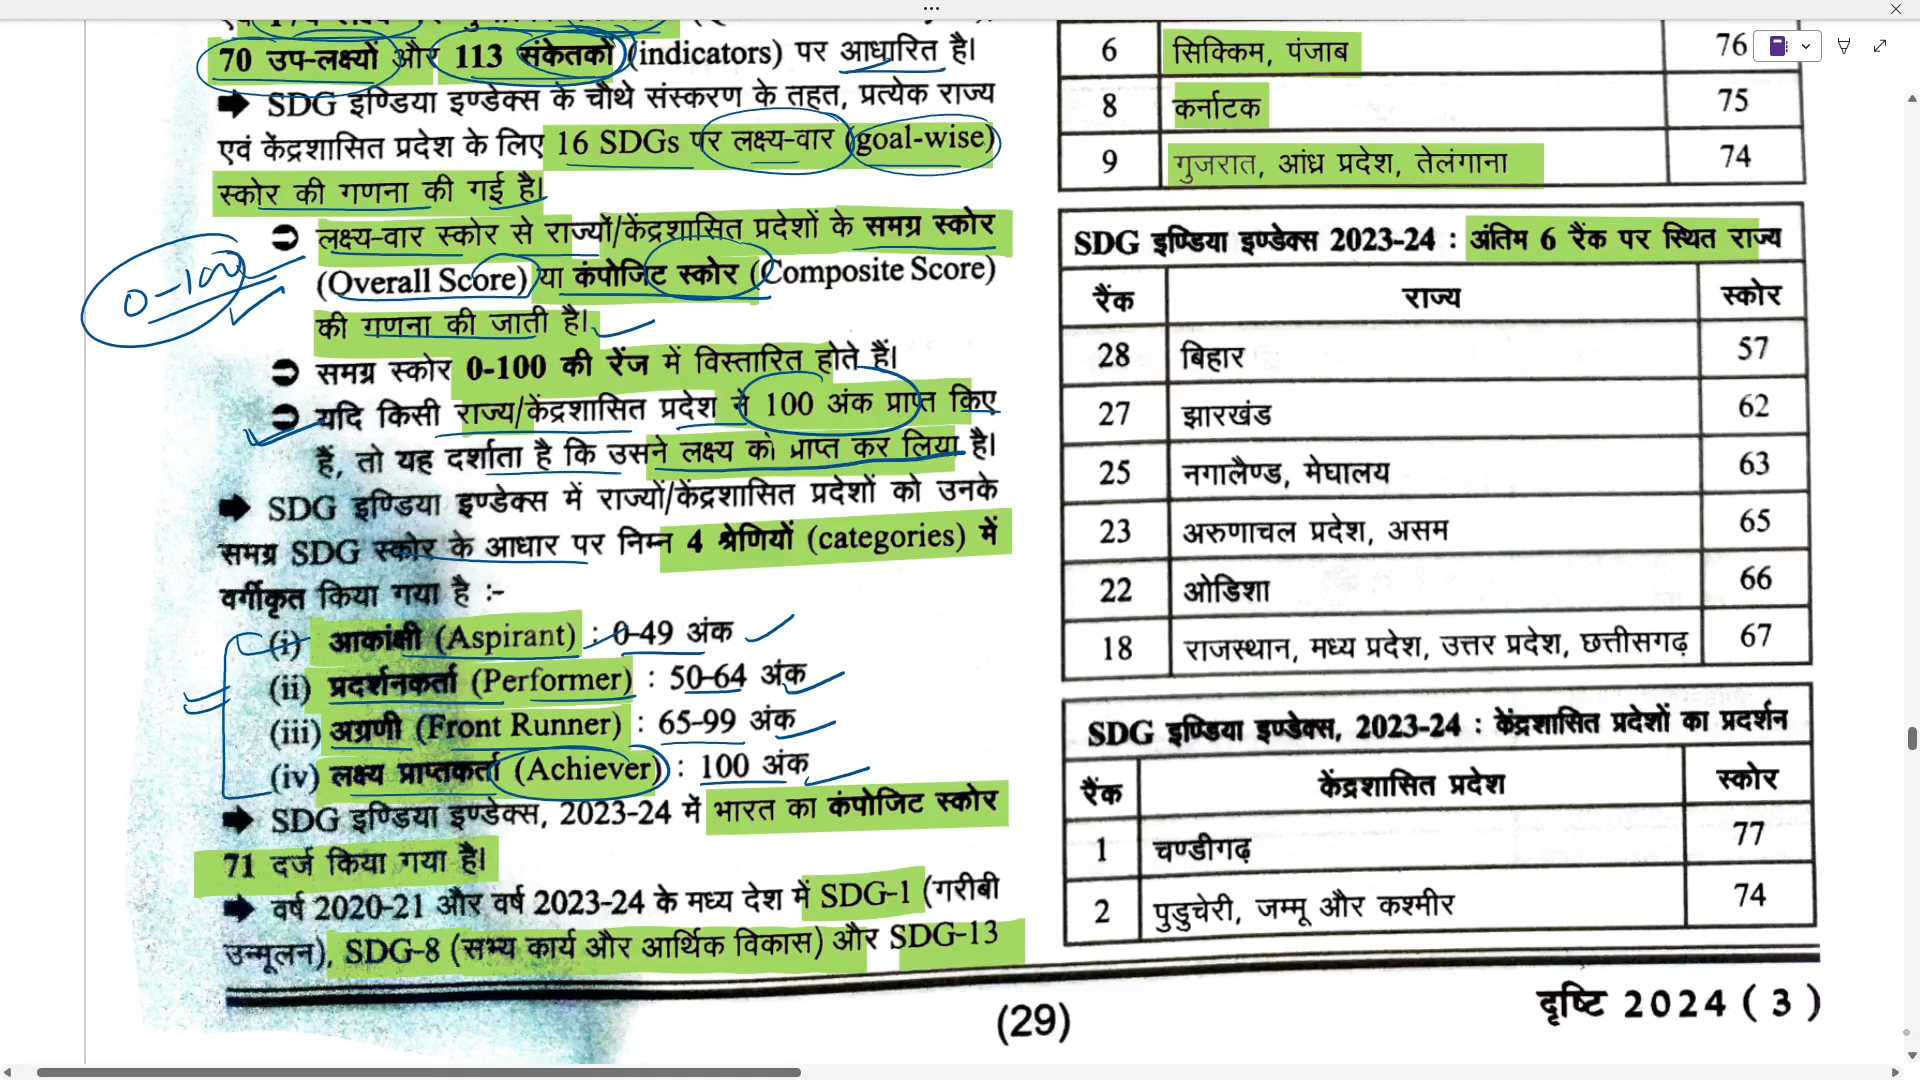 70 उप-लक्ष्यों और 113 संकेतकों (indicators) पर आधारित है।
SDG इण्डिया इण्डेक्स के चौथे संस्करण के तहत, प्रत्येक राज्य
एवं केंद्रशासित प्रदेश के लिए 16 SDGs पर लक्ष्य-वार (goal-wise)
स्कोर की गणना की गई है।
लक्ष्य-वार स्कोर से राज्यों/केंद्रशासित प्रदेशों के समग्र स्कोर
(Overall Score) या कंपोजिट स्कोर (Composite Score)
की गणना की जाती है।
0-100
समग्र स्कोर 0-100 की रेंज में विस्तारित होते हैं।
यदि किसी राज्य/केंद्रशासित प्रदेश ने 100 अंक प्राप्त किए
हैं, तो यह दर्शाता है कि उसने लक्ष्य को प्राप्त कर लिया है।
SDG इण्डिया इण्डेक्स में राज्यों/केंद्रशासित प्रदेशों को उनके
समग्र SDG स्कोर के आधार पर निम्न 4 श्रेणियों (categories) में
वर्गीकृत किया गया है :-
(i) आकांक्षी (Aspirant) : 0-49 अंक
(ii) प्रदर्शनकर्ता (Performer) : 50-64 अंक
(iii) अग्रणी (Front Runner) : 65-99 अंक
(iv) लक्ष्य प्राप्तकर्ता (Achiever) : 100 अंक
SDG इण्डिया इण्डेक्स, 2023-24 में भारत का कंपोजिट स्कोर
71 दर्ज किया गया है।
वर्ष 2020-21 और वर्ष 2023-24 के मध्य देश में SDG-1 (गरीबी
उन्मूलन), SDG-8 (सभ्य कार्य और आर्थिक विकास) और SDG-13
6 सिक्किम, पंजाब 76
8 कर्नाटक 75
9 गुजरात, आंध्र प्रदेश, तेलंगाना 74
SDG इण्डिया इण्डेक्स 2023-24 : अंतिम 6 रैंक पर स्थित राज्य
रैंक राज्य स्कोर
28 बिहार 57
27 झारखंड 62
25 नगालैण्ड, मेघालय 63
23 अरुणाचल प्रदेश, असम 65
22 ओडिशा 66
18 राजस्थान, मध्य प्रदेश, उत्तर प्रदेश, छत्तीसगढ़ 67
SDG इण्डिया इण्डेक्स, 2023-24 : केंद्रशासित प्रदेशों का प्रदर्शन
रैंक केंद्रशासित प्रदेश स्कोर
1 चण्डीगढ़ 77
2 पुडुचेरी, जम्मू और कश्मीर 74
(29)
दृष्टि 2024 ( 3 )